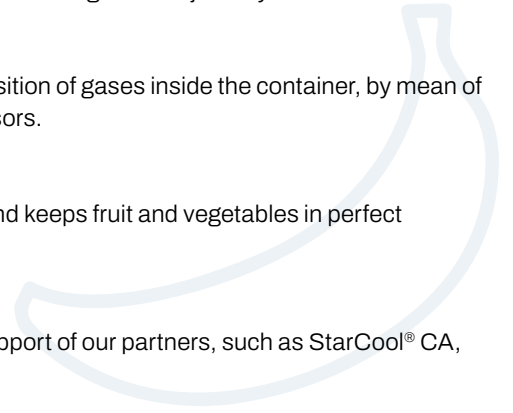 sition of gases inside the container, by mean of
sors.
nd keeps fruit and vegetables in perfect
pport of our partners, such as StarCool® CA,